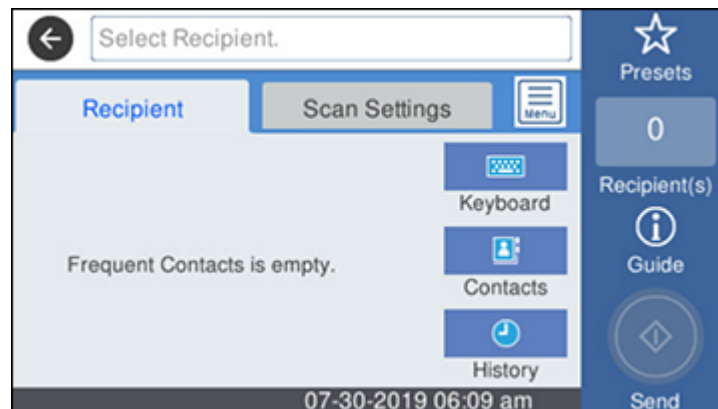 Select Recipient.
Presets
Recipient
Scan Settings
Menu
0
Recipient(s)
Keyboard
Guide
Frequent Contacts is empty.
Contacts
History
07-30-2019 06:09 am
Send